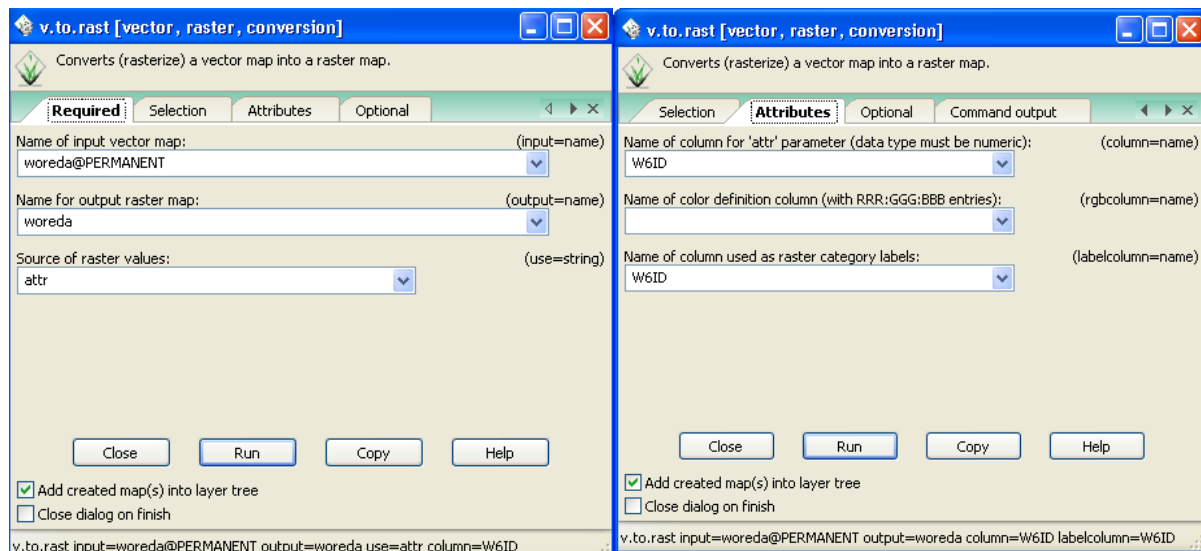 v.to.rast [vector, raster, conversion]
Converts (rasterize) a vector map into a raster map.
Required Selection Attributes Optional
Name of input vector map: (input=name)
woreda@PERMANENT
Name for output raster map: (output=name)
woreda
Source of raster values: (use=string)
attr
Close Run Copy Help
Add created map(s) into layer tree
Close dialog on finish
v.to.rast input=woreda@PERMANENT output=woreda use=attr column=W6ID
v.to.rast [vector, raster, conversion]
Converts (rasterize) a vector map into a raster map.
Selection Attributes Optional Command output
Name of column for 'attr' parameter (data type must be numeric): (column=name)
W6ID
Name of color definition column (with RRR:GGG:BBB entries): (rgbcolumn=name)
Name of column used as raster category labels: (labelcolumn=name)
W6ID
Close Run Copy Help
Add created map(s) into layer tree
Close dialog on finish
v.to.rast input=woreda@PERMANENT output=woreda column=W6ID labelcolumn=W6ID